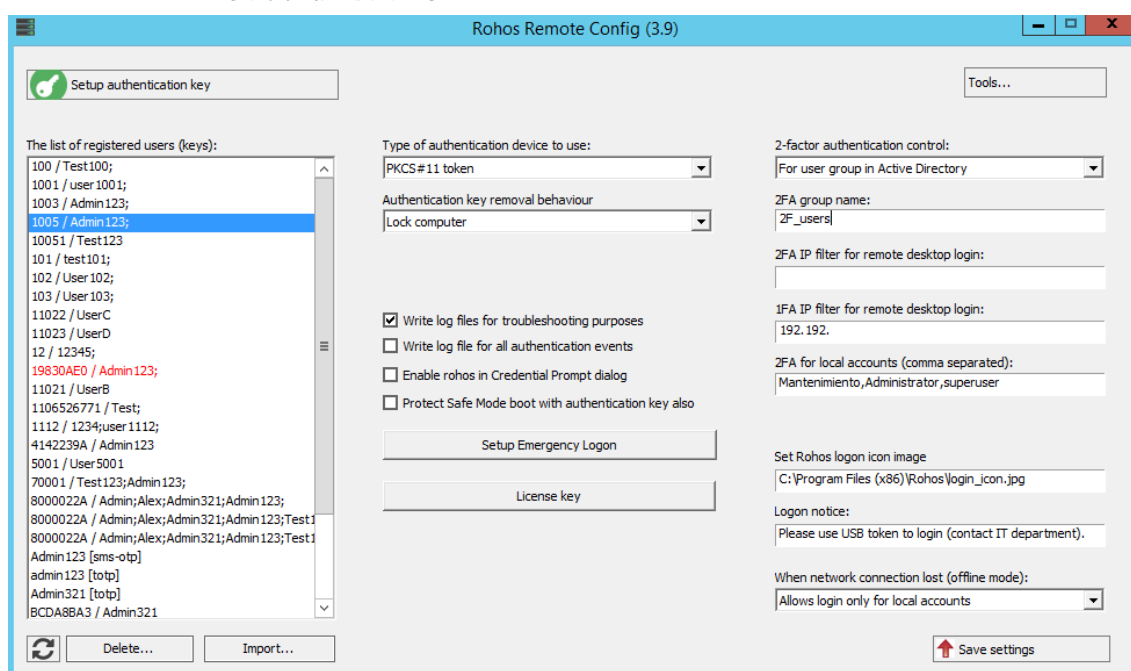 Rohos Remote Config (3.9)
Setup authentication key
Tools...
The list of registered users (keys):
100 / Test100;
1001 / user1001;
1003 / Admin123;
1005 / Admin123;
10051 / Test123
101 / test101;
102 / User102;
103 / User103;
11022 / UserC
11023 / UserD
12 / 12345;
19830AE0 / Admin123;
11021 / UserB
1106526771 / Test;
1112 / 1234;user1112;
4142239A / Admin123
5001 / User5001
70001 / Test123;Admin123;
8000022A / Admin;Alex;Admin321;Admin123;
8000022A / Admin;Alex;Admin321;Admin123;Test1
8000022A / Admin;Alex;Admin321;Admin123;Test1
Admin123 [sms-otp]
admin123 [totp]
Admin321 [totp]
BCDA8BA3 / Admin321
Delete...
Import...
Type of authentication device to use:
PKCS#11 token
Authentication key removal behaviour
Lock computer
Write log files for troubleshooting purposes
Write log file for all authentication events
Enable rohos in Credential Prompt dialog
Protect Safe Mode boot with authentication key also
Setup Emergency Logon
License key
2-factor authentication control:
For user group in Active Directory
2FA group name:
2F_users
2FA IP filter for remote desktop login:
1FA IP filter for remote desktop login:
192.192.
2FA for local accounts (comma separated):
Mantenimiento,Administrator,superuser
Set Rohos logon icon image
C:\Program Files (x86)\Rohos\login_icon.jpg
Logon notice:
Please use USB token to login (contact IT department).
When network connection lost (offline mode):
Allows login only for local accounts
Save settings